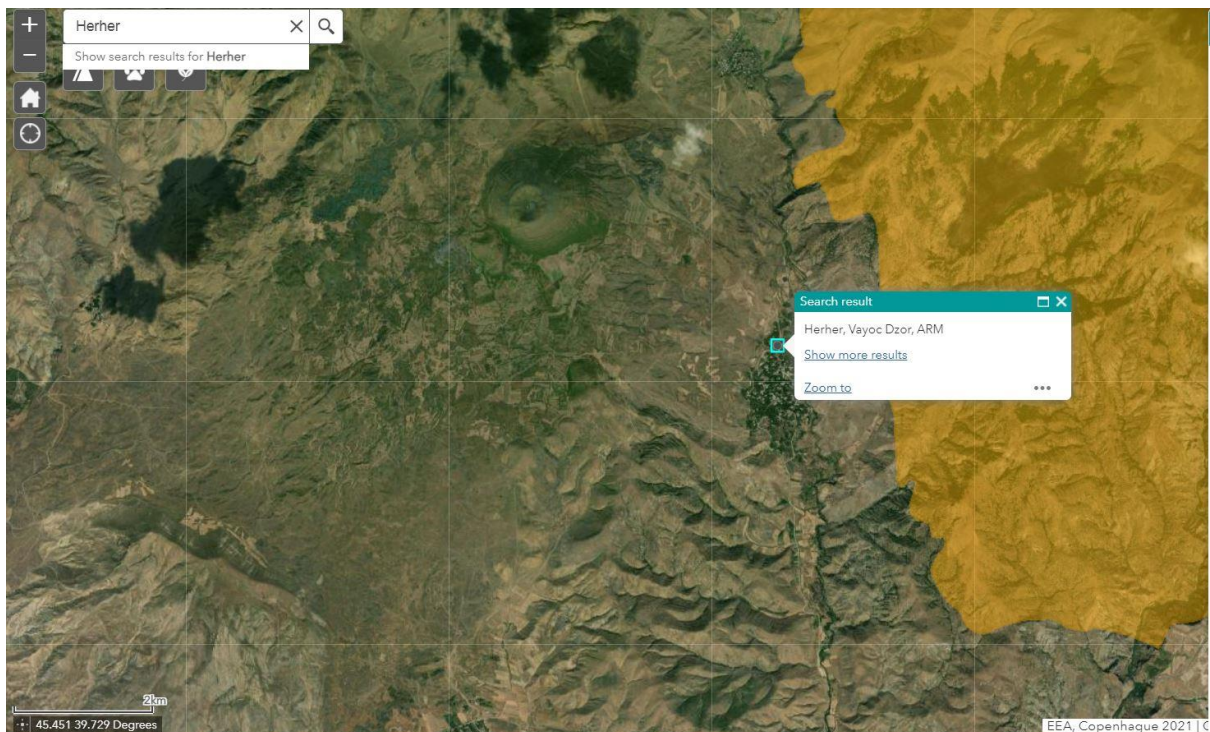 Herher
Show search results for Herher
Search result
Herher, Vayoc Dzor, ARM
Show more results
Zoom to
2km
45.451 39.729 Degrees
EEA, Copenhague 2021 |